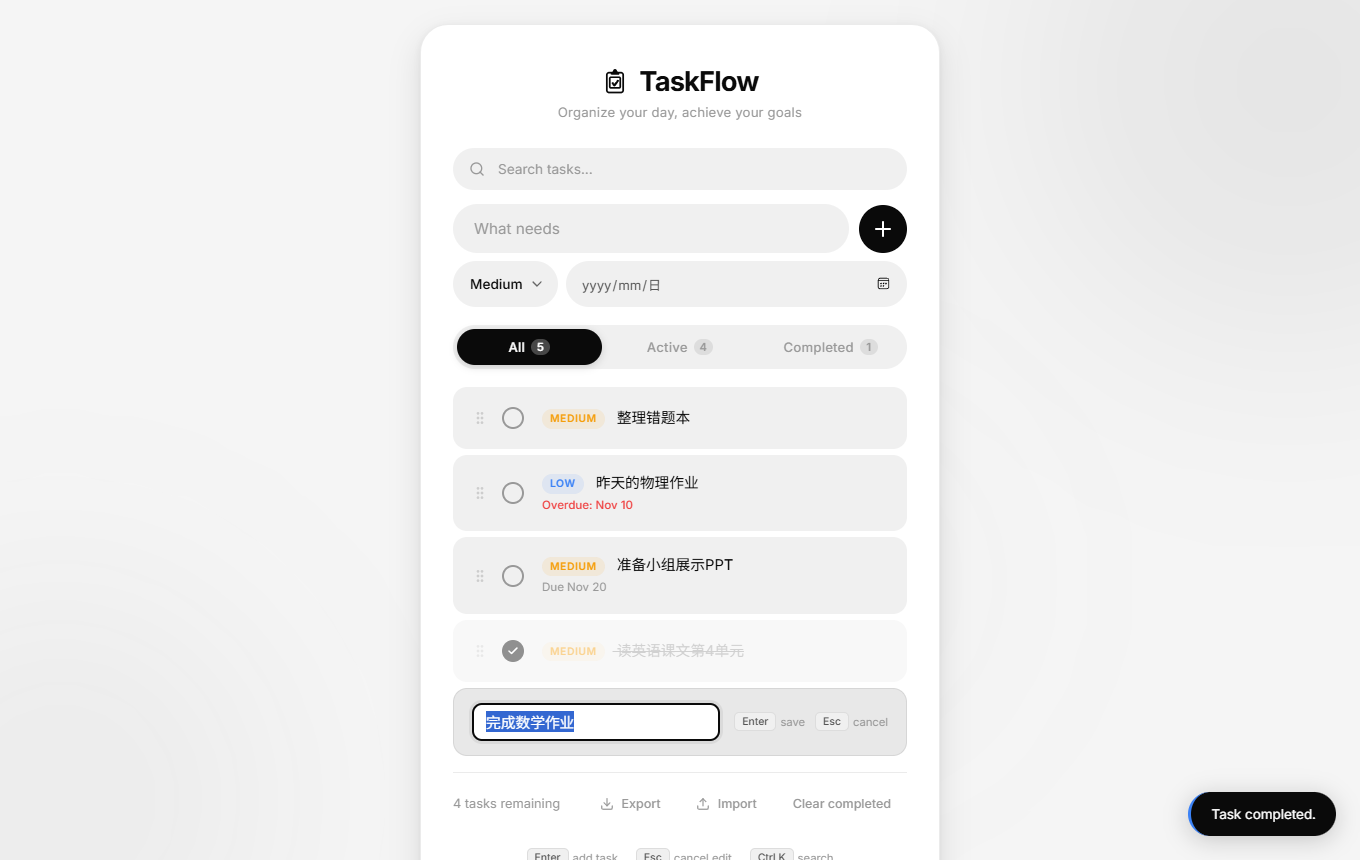 TaskFlow
Organize your day, achieve your goals
Search tasks...
What needs
Medium
yyyy/mm/日
All 5 Active 4 Completed 1
MEDIUM 整理错题本
LOW 昨天的物理作业
Overdue: Nov 10
MEDIUM 准备小组展示PPT
Due Nov 20
MEDIUM 读英语课文第4单元
完成数学作业 Enter save Esc cancel
4 tasks remaining Export Import Clear completed
Task completed.
Enter add task Esc cancel edit Ctrl K search